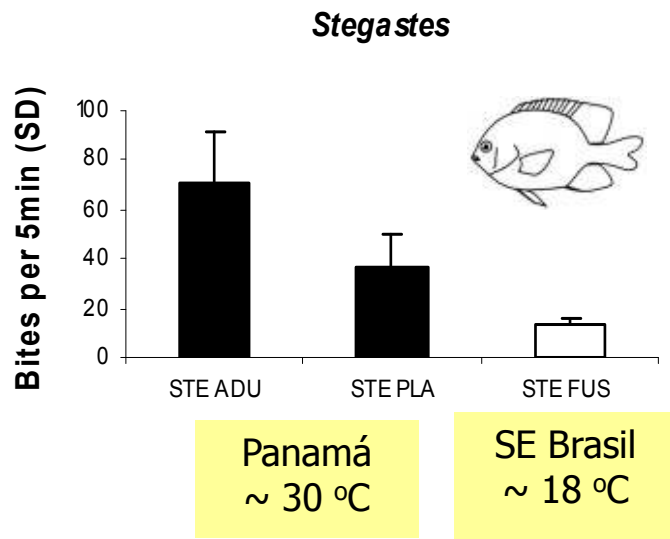 Stegastes
Bites per 5min (SD)
100
80
60
40
20
0
STE ADU
STE PLA
STE FUS
Panamá
~ 30 ºC
SE Brasil
~ 18 ºC